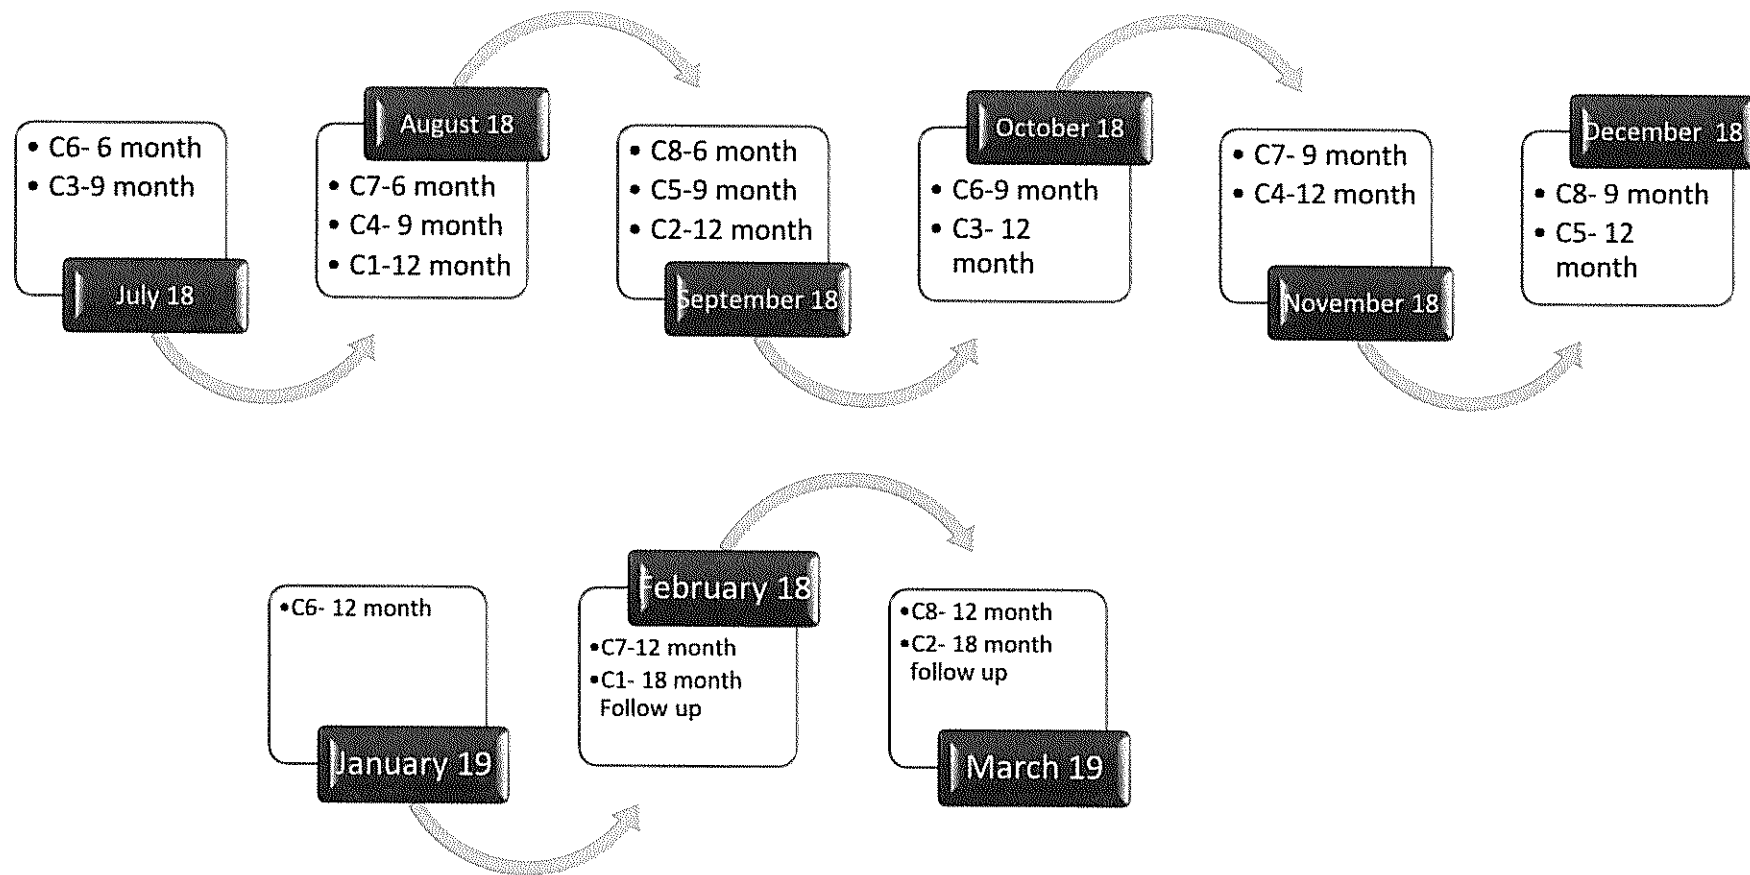 • C6- 6 month
• C3-9 month
July 18
August 18
• C7-6 month
• C4- 9 month
• C1-12 month
• C8-6 month
• C5-9 month
• C2-12 month
September 18
October 18
• C6-9 month
• C3- 12
month
• C7- 9 month
• C4-12 month
November 18
December 18
• C8- 9 month
• C5- 12
month
•C6- 12 month
January 19
February 18
•C7-12 month
•C1- 18 month
Follow up
•C8- 12 month
•C2- 18 month
follow up
March 19